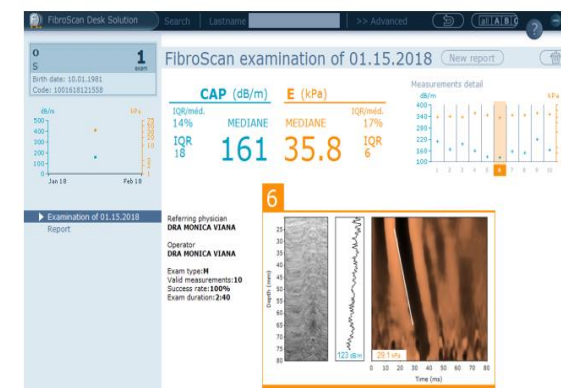 FibroScan Desk Solution
Search
Lastname
>> Advanced
all A B C
?
O
S
1
exam
Birth date: 10.01.1981
Code: 1001618121558
FibroScan examination of 01.15.2018
New report
CAP (dB/m)
E (kPa)
IQR/méd.
14%
MEDIANE
MEDIANE
IQR/méd.
17%
IQR
18
161
35.8
IQR
6
Measurements detail
dB/m
kPa
400
340
280
220
160
100
1 2 3 4 5 6 7 8 9 10
dB/m
kPa
500
400
300
200
100
Jan 18
Feb 18
Examination of 01.15.2018
Report
6
Referring physician
DRA MONICA VIANA
Operator
DRA MONICA VIANA
Exam type:M
Valid measurements:10
Success rate:100%
Exam duration:2:40
Depth (mm)
25
30
35
40
45
50
55
60
65
70
75
80
123 dB/m
29.1 kPa
0 10 20 30 40 50 60 70 80
Time (ms)